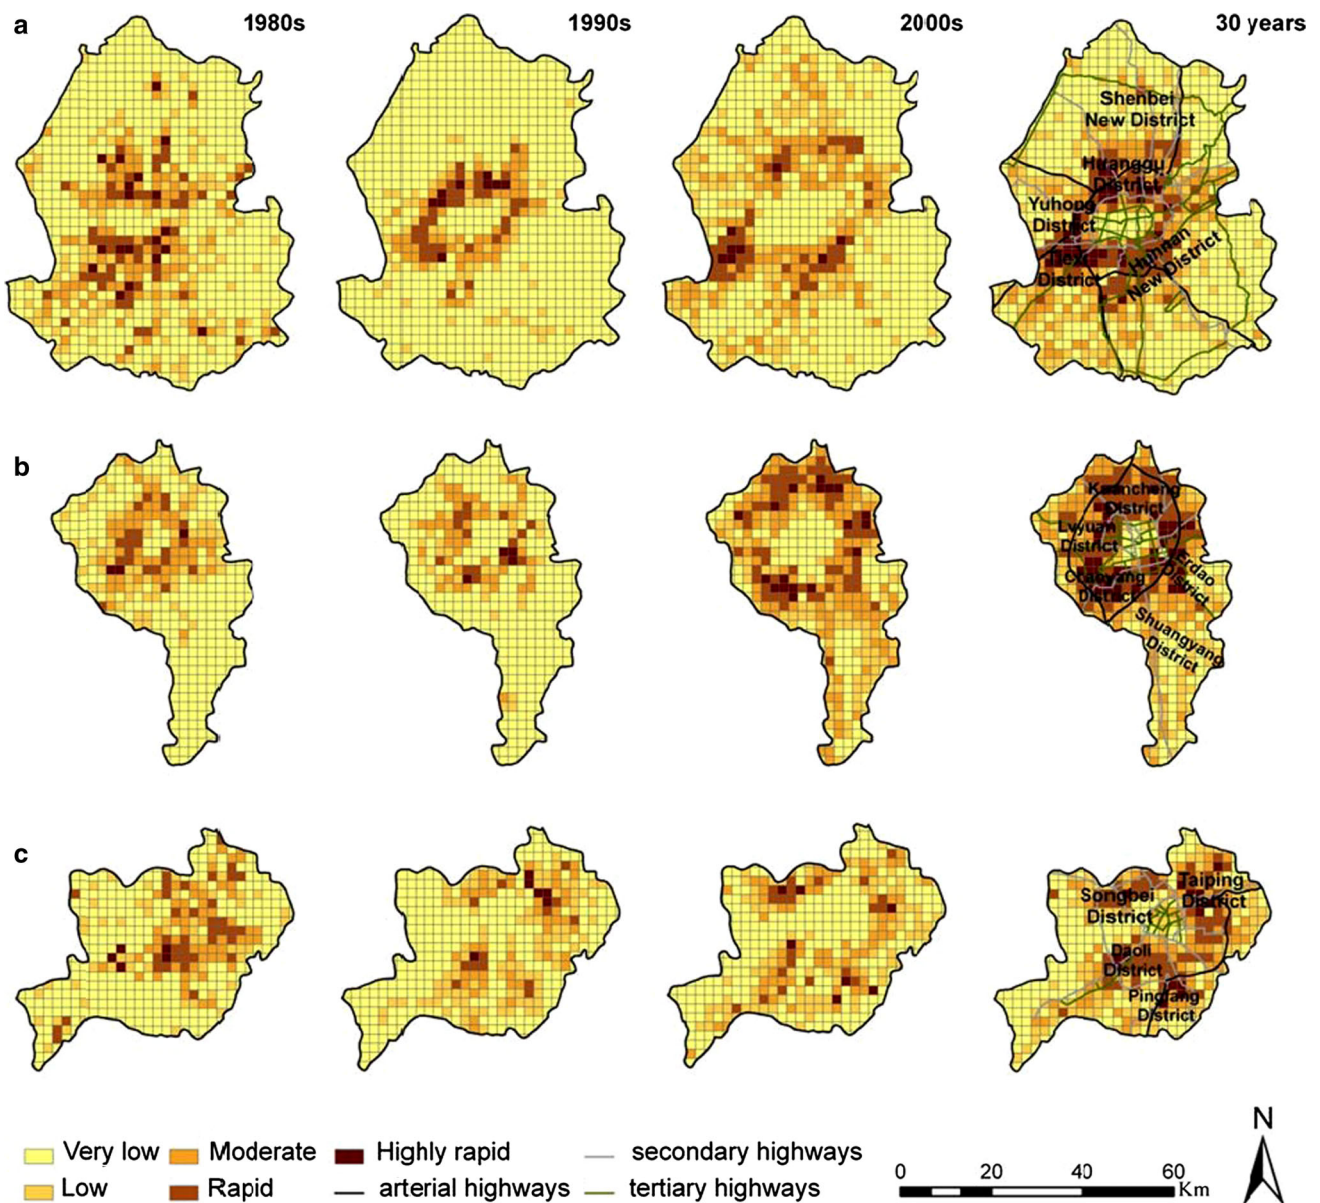 a
1980s
1990s
2000s
30 years
Shenbei
New District
Huanggu
District
Yuhong
District
Tiexi
District
Hunnan
New District
b
Kuancheng
District
Lvyuan
District
Chaoyang
District
Erdao
District
Shuangyang
District
c
Songbei
District
Taiping
District
Daoli
District
Pingfang
District
Very low
Moderate
Highly rapid
secondary highways
Low
Rapid
arterial highways
tertiary highways
0 20 40 60
Km
N